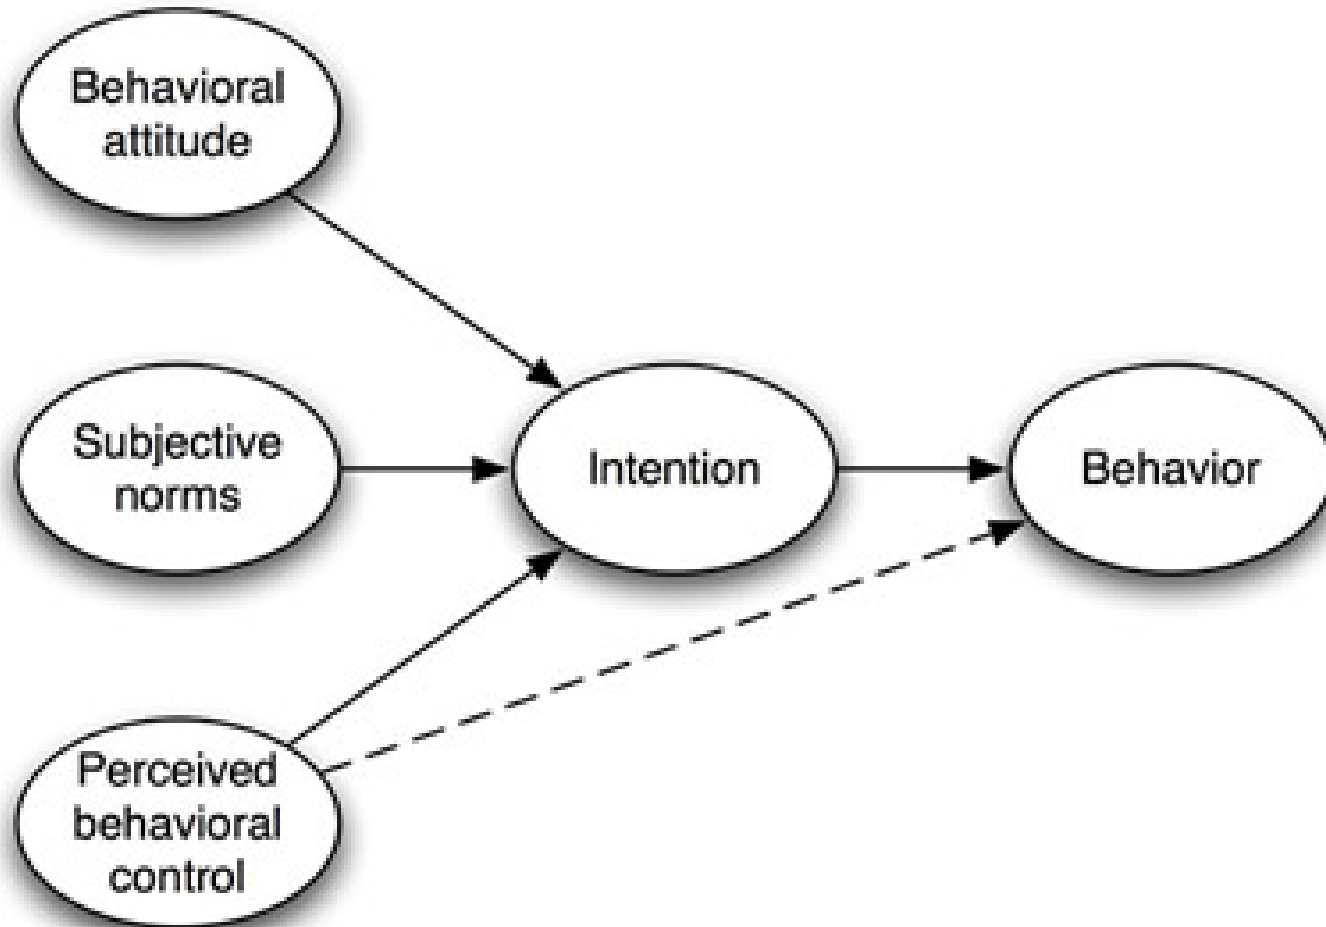 Behavioral
attitude
Subjective
norms
Intention
Behavior
Perceived
behavioral
control